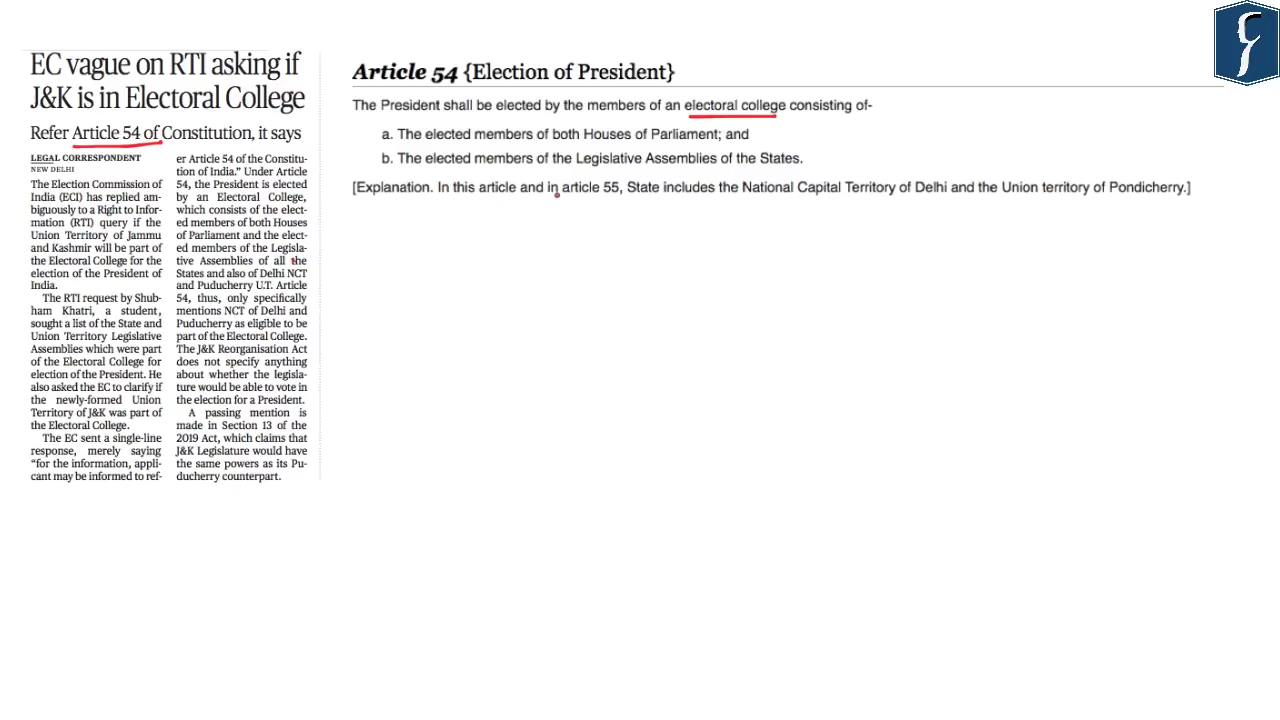 EC vague on RTI asking if
J&K is in Electoral College
Refer Article 54 of Constitution, it says
LEGAL CORRESPONDENT
NEW DELHI
The Election Commission of
India (ECI) has replied am-
biguously to a Right to Infor-
mation (RTI) query if the
Union Territory of Jammu
and Kashmir will be part of
the Electoral College for the
election of the President of
India.
The RTI request by Shub-
ham Khatri, a student,
sought a list of the State and
Union Territory Legislative
Assemblies which were part
of the Electoral College for
election of the President. He
also asked the EC to clarify if
the newly-formed Union
Territory of J&K was part of
the Electoral College.
The EC sent a single-line
response, merely saying
“for the information, appli-
cant may be informed to ref-
er Article 54 of the Constitu-
tion of India.” Under Article
54, the President is elected
by an Electoral College,
which consists of the elect-
ed members of both Houses
of Parliament and the elect-
ed members of the Legisla-
tive Assemblies of all the
States and also of Delhi NCT
and Puducherry U.T. Article
54, thus, only specifically
mentions NCT of Delhi and
Puducherry as eligible to be
part of the Electoral College.
The J&K Reorganisation Act
does not specify anything
about whether the legisla-
ture would be able to vote in
the election for a President.
A passing mention is
made in Section 13 of the
2019 Act, which claims that
J&K Legislature would have
the same powers as its Pu-
ducherry counterpart.
Article 54 {Election of President}
The President shall be elected by the members of an electoral college consisting of-
a. The elected members of both Houses of Parliament; and
b. The elected members of the Legislative Assemblies of the States.
[Explanation. In this article and in article 55, State includes the National Capital Territory of Delhi and the Union territory of Pondicherry.]